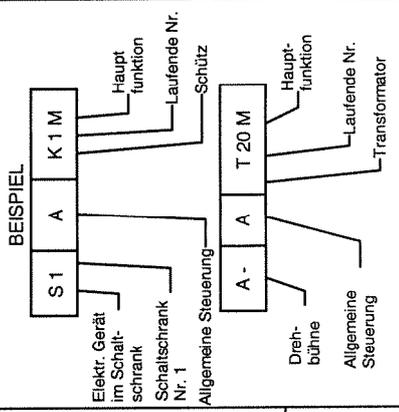 BEISPIEL
S 1 A K 1 M
Haupt
funktion
Laufende Nr.
Schütz
Elektr. Gerät
im Schalt-
schrank
Schaltschrank
Nr. 1
Allgemeine Steuerung
A - A T 20 M
Haupt-
funktion
Laufende Nr.
Transformator
Dreh-
bühne
Allgemeine
Steuerung